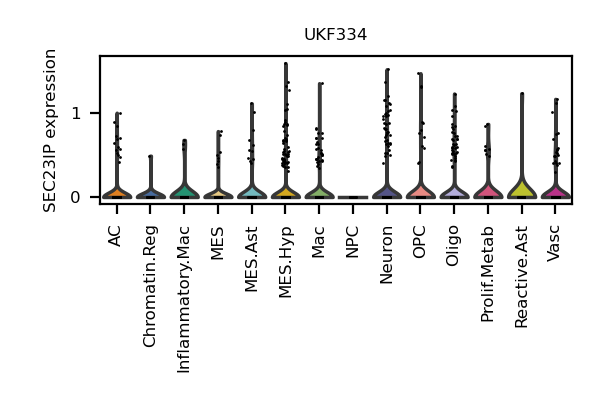 UKF334
SEC23IP expression
1
0
AC
Chromatin.Reg
Inflammatory.Mac
MES
MES.Ast
MES.Hyp
Mac
NPC
Neuron
OPC
Oligo
Prolif.Metab
Reactive.Ast
Vasc